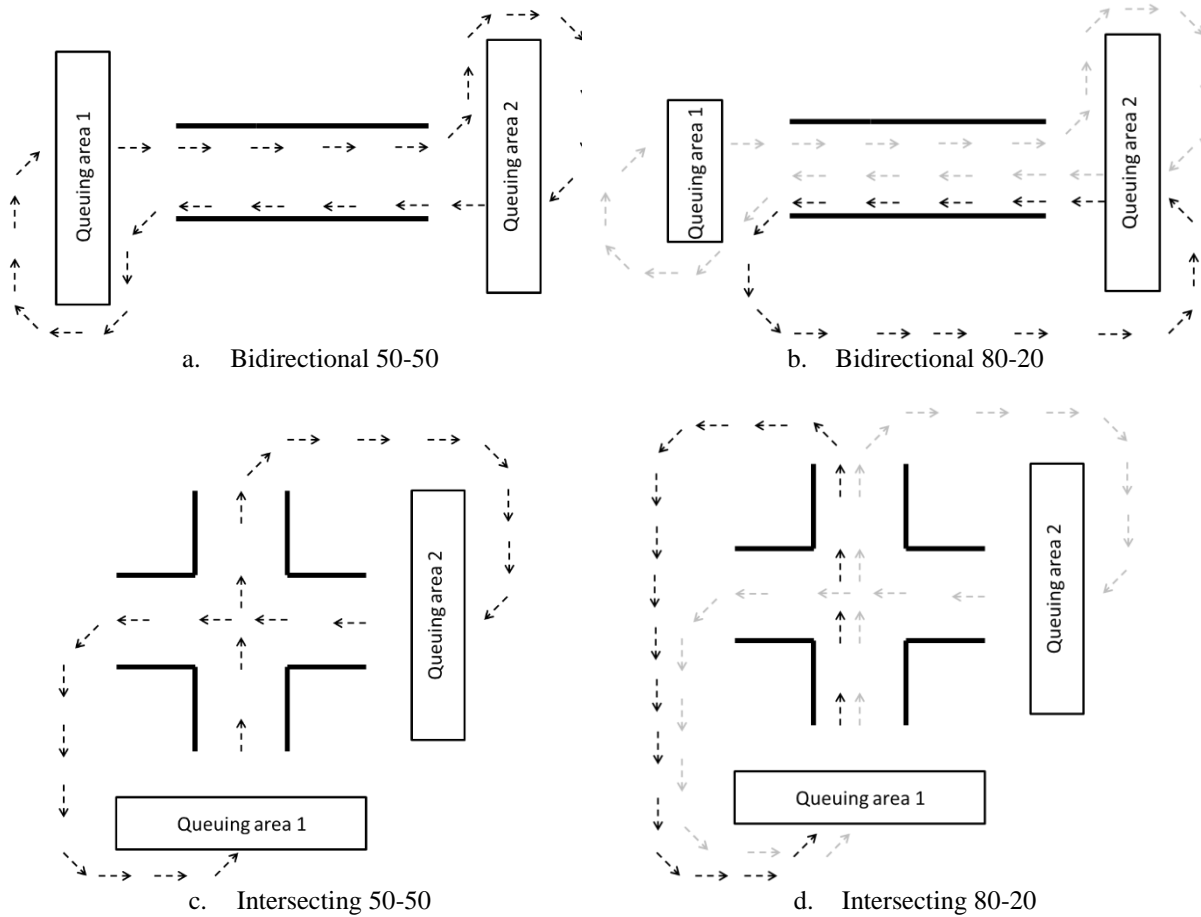 Queuing area 1
Queuing area 2
a. Bidirectional 50-50
Queuing area 1
Queuing area 2
b. Bidirectional 80-20
Queuing area 2
Queuing area 1
c. Intersecting 50-50
Queuing area 2
Queuing area 1
d. Intersecting 80-20